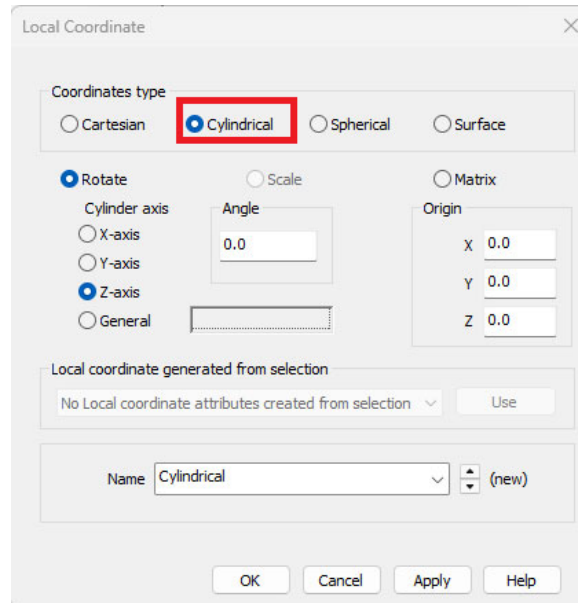 Local Coordinate
Coordinates type
Cartesian Cylindrical Spherical Surface
Rotate Scale Matrix
Cylinder axis Angle Origin
X-axis
0.0
X 0.0
Y-axis
Y 0.0
Z-axis
General
Z 0.0
Local coordinate generated from selection
No Local coordinate attributes created from selection Use
Name Cylindrical (new)
OK Cancel Apply Help